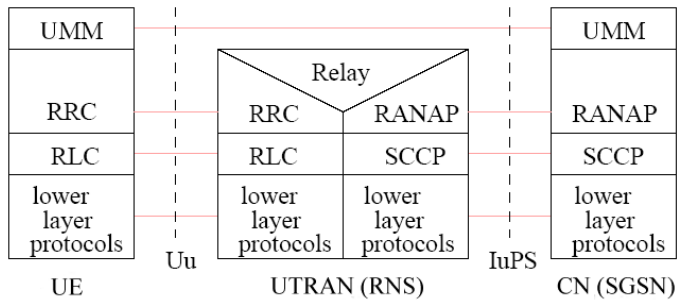 UMM
UMM
Relay
RRC
RRC
RANAP
RANAP
RLC
RLC
SCCP
SCCP
lower
layer
protocols
lower
layer
protocols
lower
layer
protocols
lower
layer
protocols
Uu
IuPS
UE
UTRAN (RNS)
CN (SGSN)